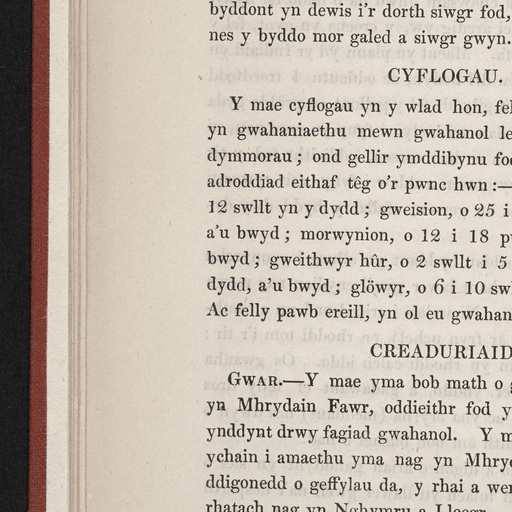 byddont yn dewis i'r dorth siwgr fod,
nes y byddo mor galed a siwgr gwyn.
CYFLOGAU.
Y mae cyflogau yn y wlad hon, fel
yn gwahaniaethu mewn gwahanol le
dymmorau; ond gellir ymddibynu fod
adroddiad eithaf têg o'r pwnc hwn:—
12 swllt yn y dydd; gweision, o 25 i
a'u bwyd; morwynion, o 12 i 18 p
bwyd; gweithwyr hûr, o 2 swllt i 5
dydd, a'u bwyd; glöwyr, o 6 i 10 sw
Ac felly pawb ereill, yn ol eu gwahan
CREADURIAID
GWAR.—Y mae yma bob math o g
yn Mhrydain Fawr, oddieithr fod y
ynddynt drwy fagiad gwahanol. Y m
ychain i amaethu yma nag yn Mhryd
ddigonedd o geffylau da, y rhai a wer
rhatach nag yn Nghymru a Lloegr.